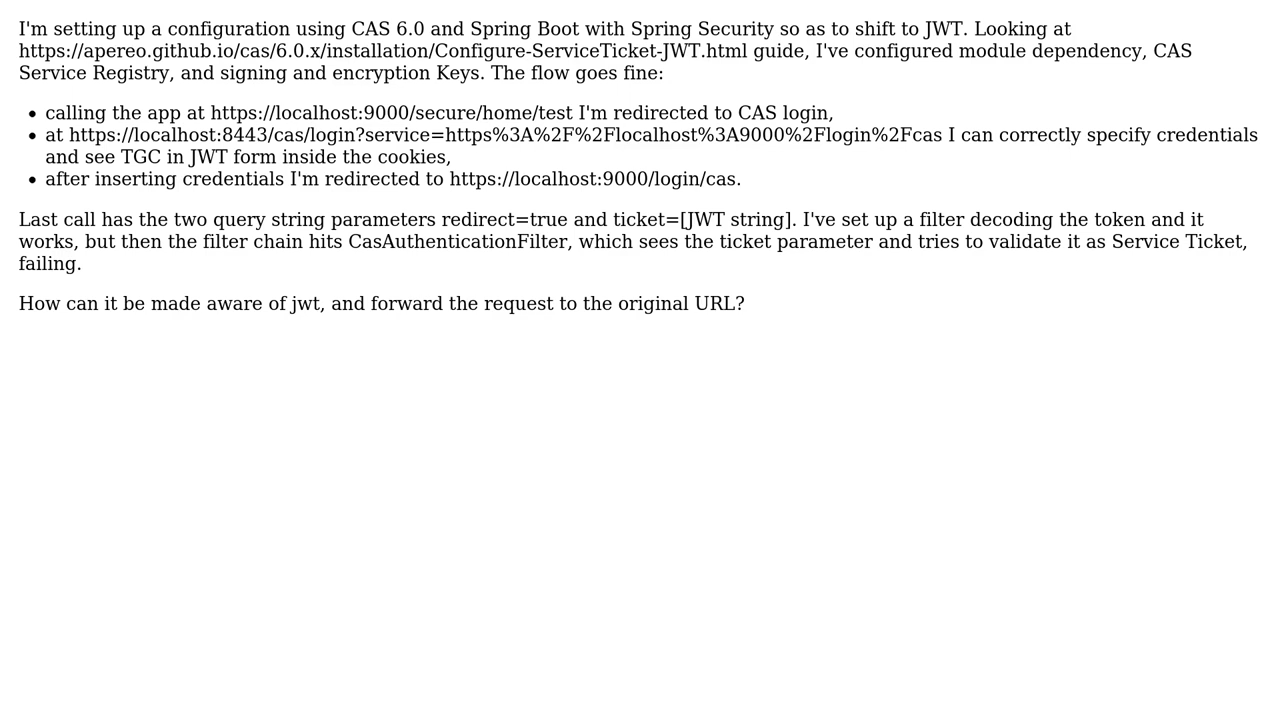 I'm setting up a configuration using CAS 6.0 and Spring Boot with Spring Security so as to shift to JWT. Looking at
https://apereo.github.io/cas/6.0.x/installation/Configure-ServiceTicket-JWT.html guide, I've configured module dependency, CAS
Service Registry, and signing and encryption Keys. The flow goes fine:
• calling the app at https://localhost:9000/secure/home/test I'm redirected to CAS login,
• at https://localhost:8443/cas/login?service=https%3A%2F%2Flocalhost%3A9000%2Flogin%2Fcas I can correctly specify credentials
and see TGC in JWT form inside the cookies,
• after inserting credentials I'm redirected to https://localhost:9000/login/cas.
Last call has the two query string parameters redirect=true and ticket=[JWT string]. I've set up a filter decoding the token and it
works, but then the filter chain hits CasAuthenticationFilter, which sees the ticket parameter and tries to validate it as Service Ticket,
failing.
How can it be made aware of jwt, and forward the request to the original URL?